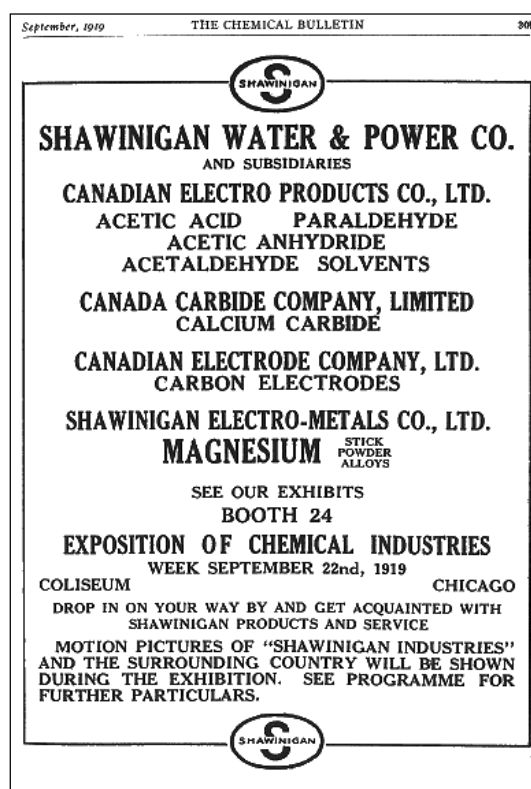 September, 1919 THE CHEMICAL BULLETIN
S
SHAWINIGAN
SHAWINIGAN WATER & POWER CO.
AND SUBSIDIARIES
CANADIAN ELECTRO PRODUCTS CO., LTD.
ACETIC ACID PARALDEHYDE
ACETIC ANHYDRIDE
ACETALDEHYDE SOLVENTS
CANADA CARBIDE COMPANY, LIMITED
CALCIUM CARBIDE
CANADIAN ELECTRODE COMPANY, LTD.
CARBON ELECTRODES
SHAWINIGAN ELECTRO-METALS CO., LTD.
MAGNESIUM STICK
POWDER
ALLOYS
SEE OUR EXHIBITS
BOOTH 24
EXPOSITION OF CHEMICAL INDUSTRIES
WEEK SEPTEMBER 22nd, 1919
COLISEUM CHICAGO
DROP IN ON YOUR WAY BY AND GET ACQUAINTED WITH
SHAWINIGAN PRODUCTS AND SERVICE
MOTION PICTURES OF "SHAWINIGAN INDUSTRIES"
AND THE SURROUNDING COUNTRY WILL BE SHOWN
DURING THE EXHIBITION. SEE PROGRAMME FOR
FURTHER PARTICULARS.
S
SHAWINIGAN